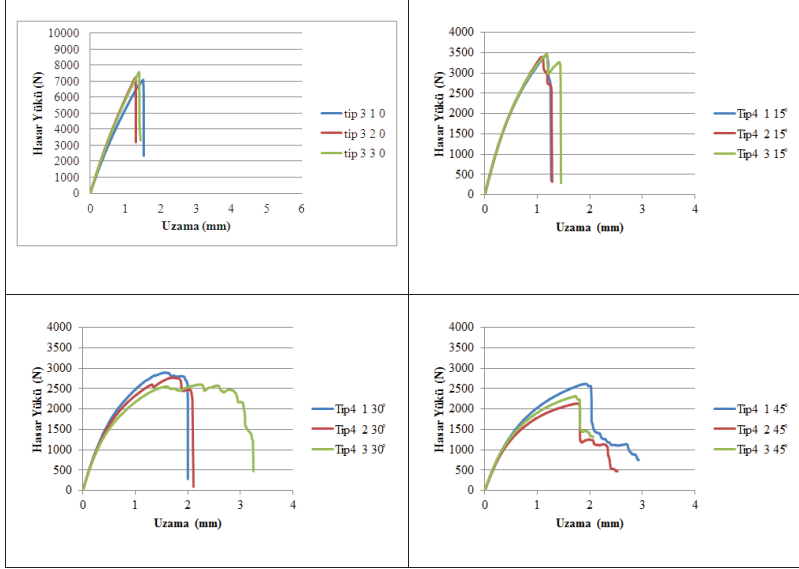 10000
9000
8000
7000
6000
5000
4000
3000
2000
1000
0
Hasar Yükü (N)
0 1 2 3 4 5 6
Uzama (mm)
tip 3 1 0
tip 3 2 0
tip 3 3 0
4000
3500
3000
2500
2000
1500
1000
500
0
Hasar Yükü (N)
0 1 2 3 4
Uzama (mm)
Tip4 1 15°
Tip4 2 15°
Tip4 3 15°
4000
3500
3000
2500
2000
1500
1000
500
0
Hasar Yükü (N)
0 1 2 3 4
Uzama (mm)
Tip4 1 30°
Tip4 2 30°
Tip4 3 30°
4000
3500
3000
2500
2000
1500
1000
500
0
Hasar Yükü (N)
0 1 2 3 4
Uzama (mm)
Tip4 1 45°
Tip4 2 45°
Tip4 3 45°